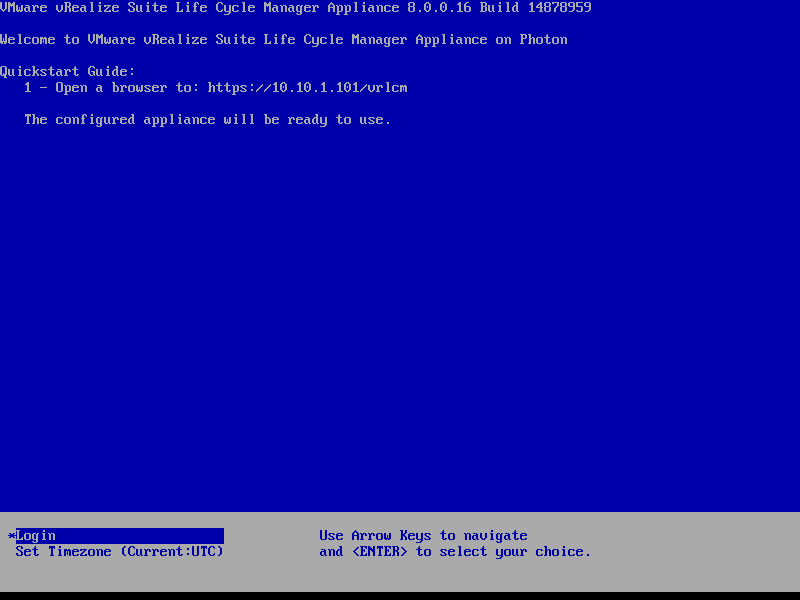 VMware vRealize Suite Life Cycle Manager Appliance 8.0.0.16 Build 14878959
Welcome to VMware vRealize Suite Life Cycle Manager Appliance on Photon
Quickstart Guide:
1 - Open a browser to: https://10.10.1.101/vrlcm
The configured appliance will be ready to use.
*Login
Set Timezone (Current:UTC)
Use Arrow Keys to navigate
and <ENTER> to select your choice.